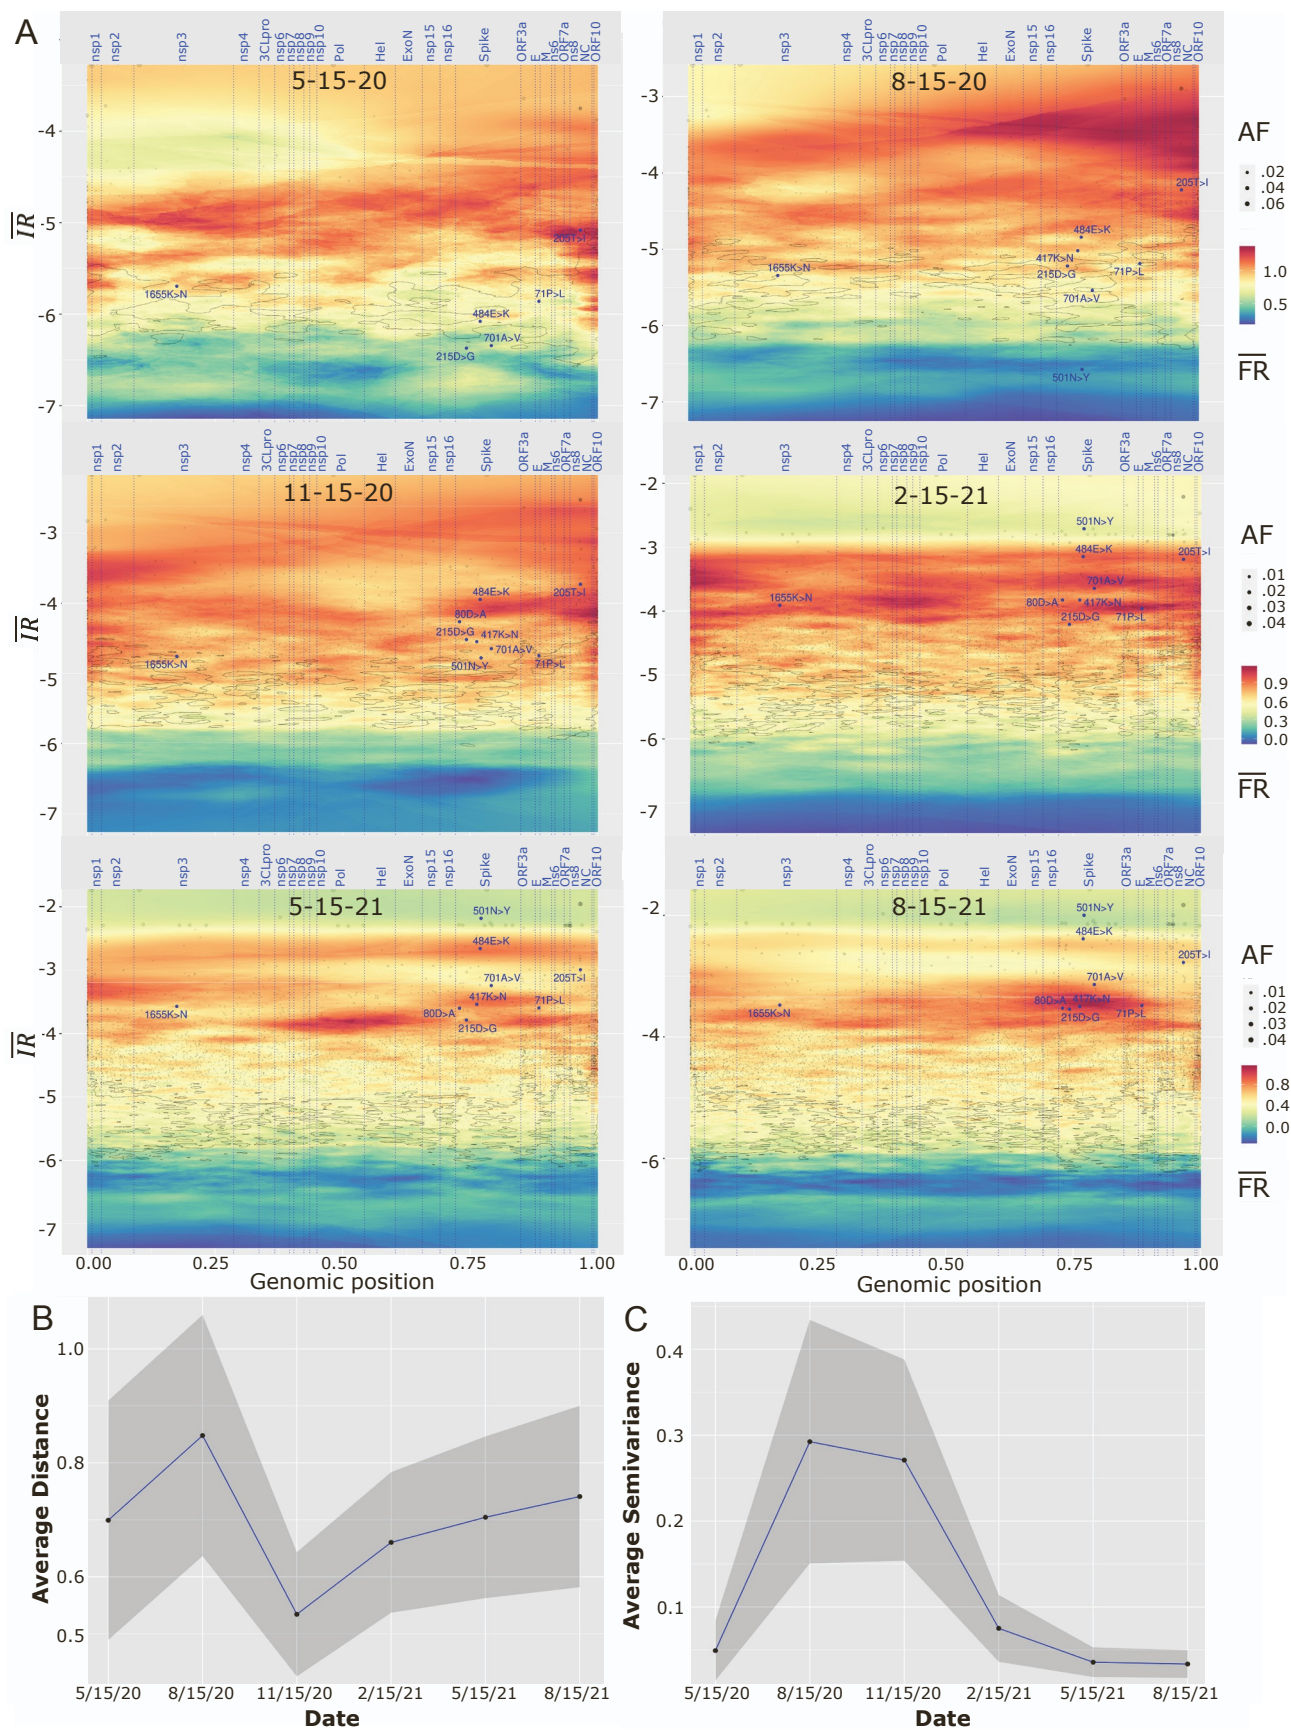 A
nsp1 nsp2 nsp3 nsp4 3CLpro nsp6 nsp7 nsp8 nsp9 nsp10 Pol Hel ExoN nsp15 nsp16 Spike ORF3a E M ns6 ORF7a ns8 NC ORF10
5-15-20
IR
-4
-5
-6
-7
205T>I
1655K>N
71P>L
484E>K
701A>V
215D>G
nsp1 nsp2 nsp3 nsp4 3CLpro nsp6 nsp7 nsp8 nsp9 nsp10 Pol Hel ExoN nsp15 nsp16 Spike ORF3a E M ns6 ORF7a ns8 NC ORF10
8-15-20
-3
-4
-5
-6
-7
205T>I
484E>K
417K>N
1655K>N
215D>G
71P>L
701A>V
501N>Y
AF
.02
.04
.06
1.0
0.5
FR
nsp1 nsp2 nsp3 nsp4 3CLpro nsp6 nsp7 nsp8 nsp9 nsp10 Pol Hel ExoN nsp15 nsp16 Spike ORF3a E M ns6 ORF7a ns8 NC ORF10
11-15-20
IR
-3
-4
-5
-6
-7
484E>K
205T>I
80D>A
215D>G
417K>N
701A>V
1655K>N
501N>Y
71P>L
nsp1 nsp2 nsp3 nsp4 3CLpro nsp6 nsp7 nsp8 nsp9 nsp10 Pol Hel ExoN nsp15 nsp16 Spike ORF3a E M ns6 ORF7a ns8 NC ORF10
2-15-21
-2
-3
-4
-5
-6
-7
501N>Y
484E>K
205T>I
701A>V
1655K>N
80D>A
417K>N
215D>G
71P>L
AF
.01
.02
.03
.04
0.9
0.6
0.3
0.0
FR
nsp1 nsp2 nsp3 nsp4 3CLpro nsp6 nsp7 nsp8 nsp9 nsp10 Pol Hel ExoN nsp15 nsp16 Spike ORF3a E M ns6 ORF7a ns8 NC ORF10
5-15-21
IR
-2
-3
-4
-5
-6
-7
501N>Y
484E>K
701A>V
205T>I
417K>N
71P>L
1655K>N
80D>A
215D>G
0.00 0.25 0.50 0.75 1.00
Genomic position
nsp1 nsp2 nsp3 nsp4 3CLpro nsp6 nsp7 nsp8 nsp9 nsp10 Pol Hel ExoN nsp15 nsp16 Spike ORF3a E M ns6 ORF7a ns8 NC ORF10
8-15-21
-2
-4
-6
501N>Y
484E>K
205T>I
701A>V
80D>A
417K>N
1655K>N
215D>G
71P>L
0.00 0.25 0.50 0.75 1.00
Genomic position
AF
.01
.02
.03
.04
0.8
0.4
0.0
FR
B
Average Distance
1.0
0.8
0.6
0.5
5/15/20 8/15/20 11/15/20 2/15/21 5/15/21 8/15/21
Date
C
Average Semivariance
0.4
0.3
0.2
0.1
5/15/20 8/15/20 11/15/20 2/15/21 5/15/21 8/15/21
Date